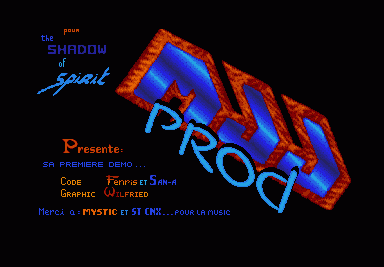 pour
the
SHADOW
of
Spirit
PROD
Presente:
SA PREMIERE DEMO...
Code Fenris ET San-A
Graphic Wilfried
Merci a: MYSTIC ET ST CNX...POUR LA MUSIC